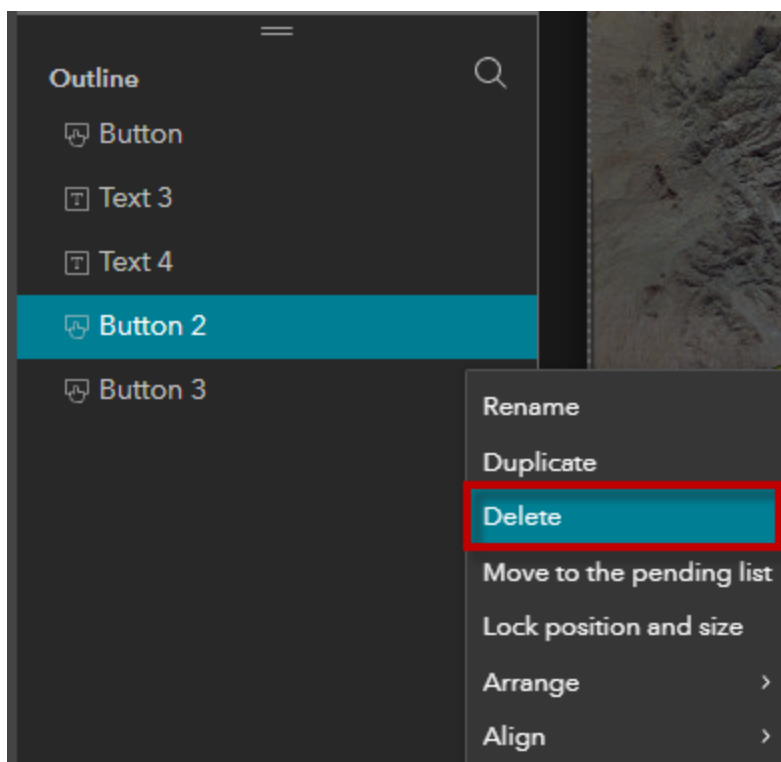 Outline
Button
Text 3
Text 4
Button 2
Button 3
Rename
Duplicate
Delete
Move to the pending list
Lock position and size
Arrange
Align